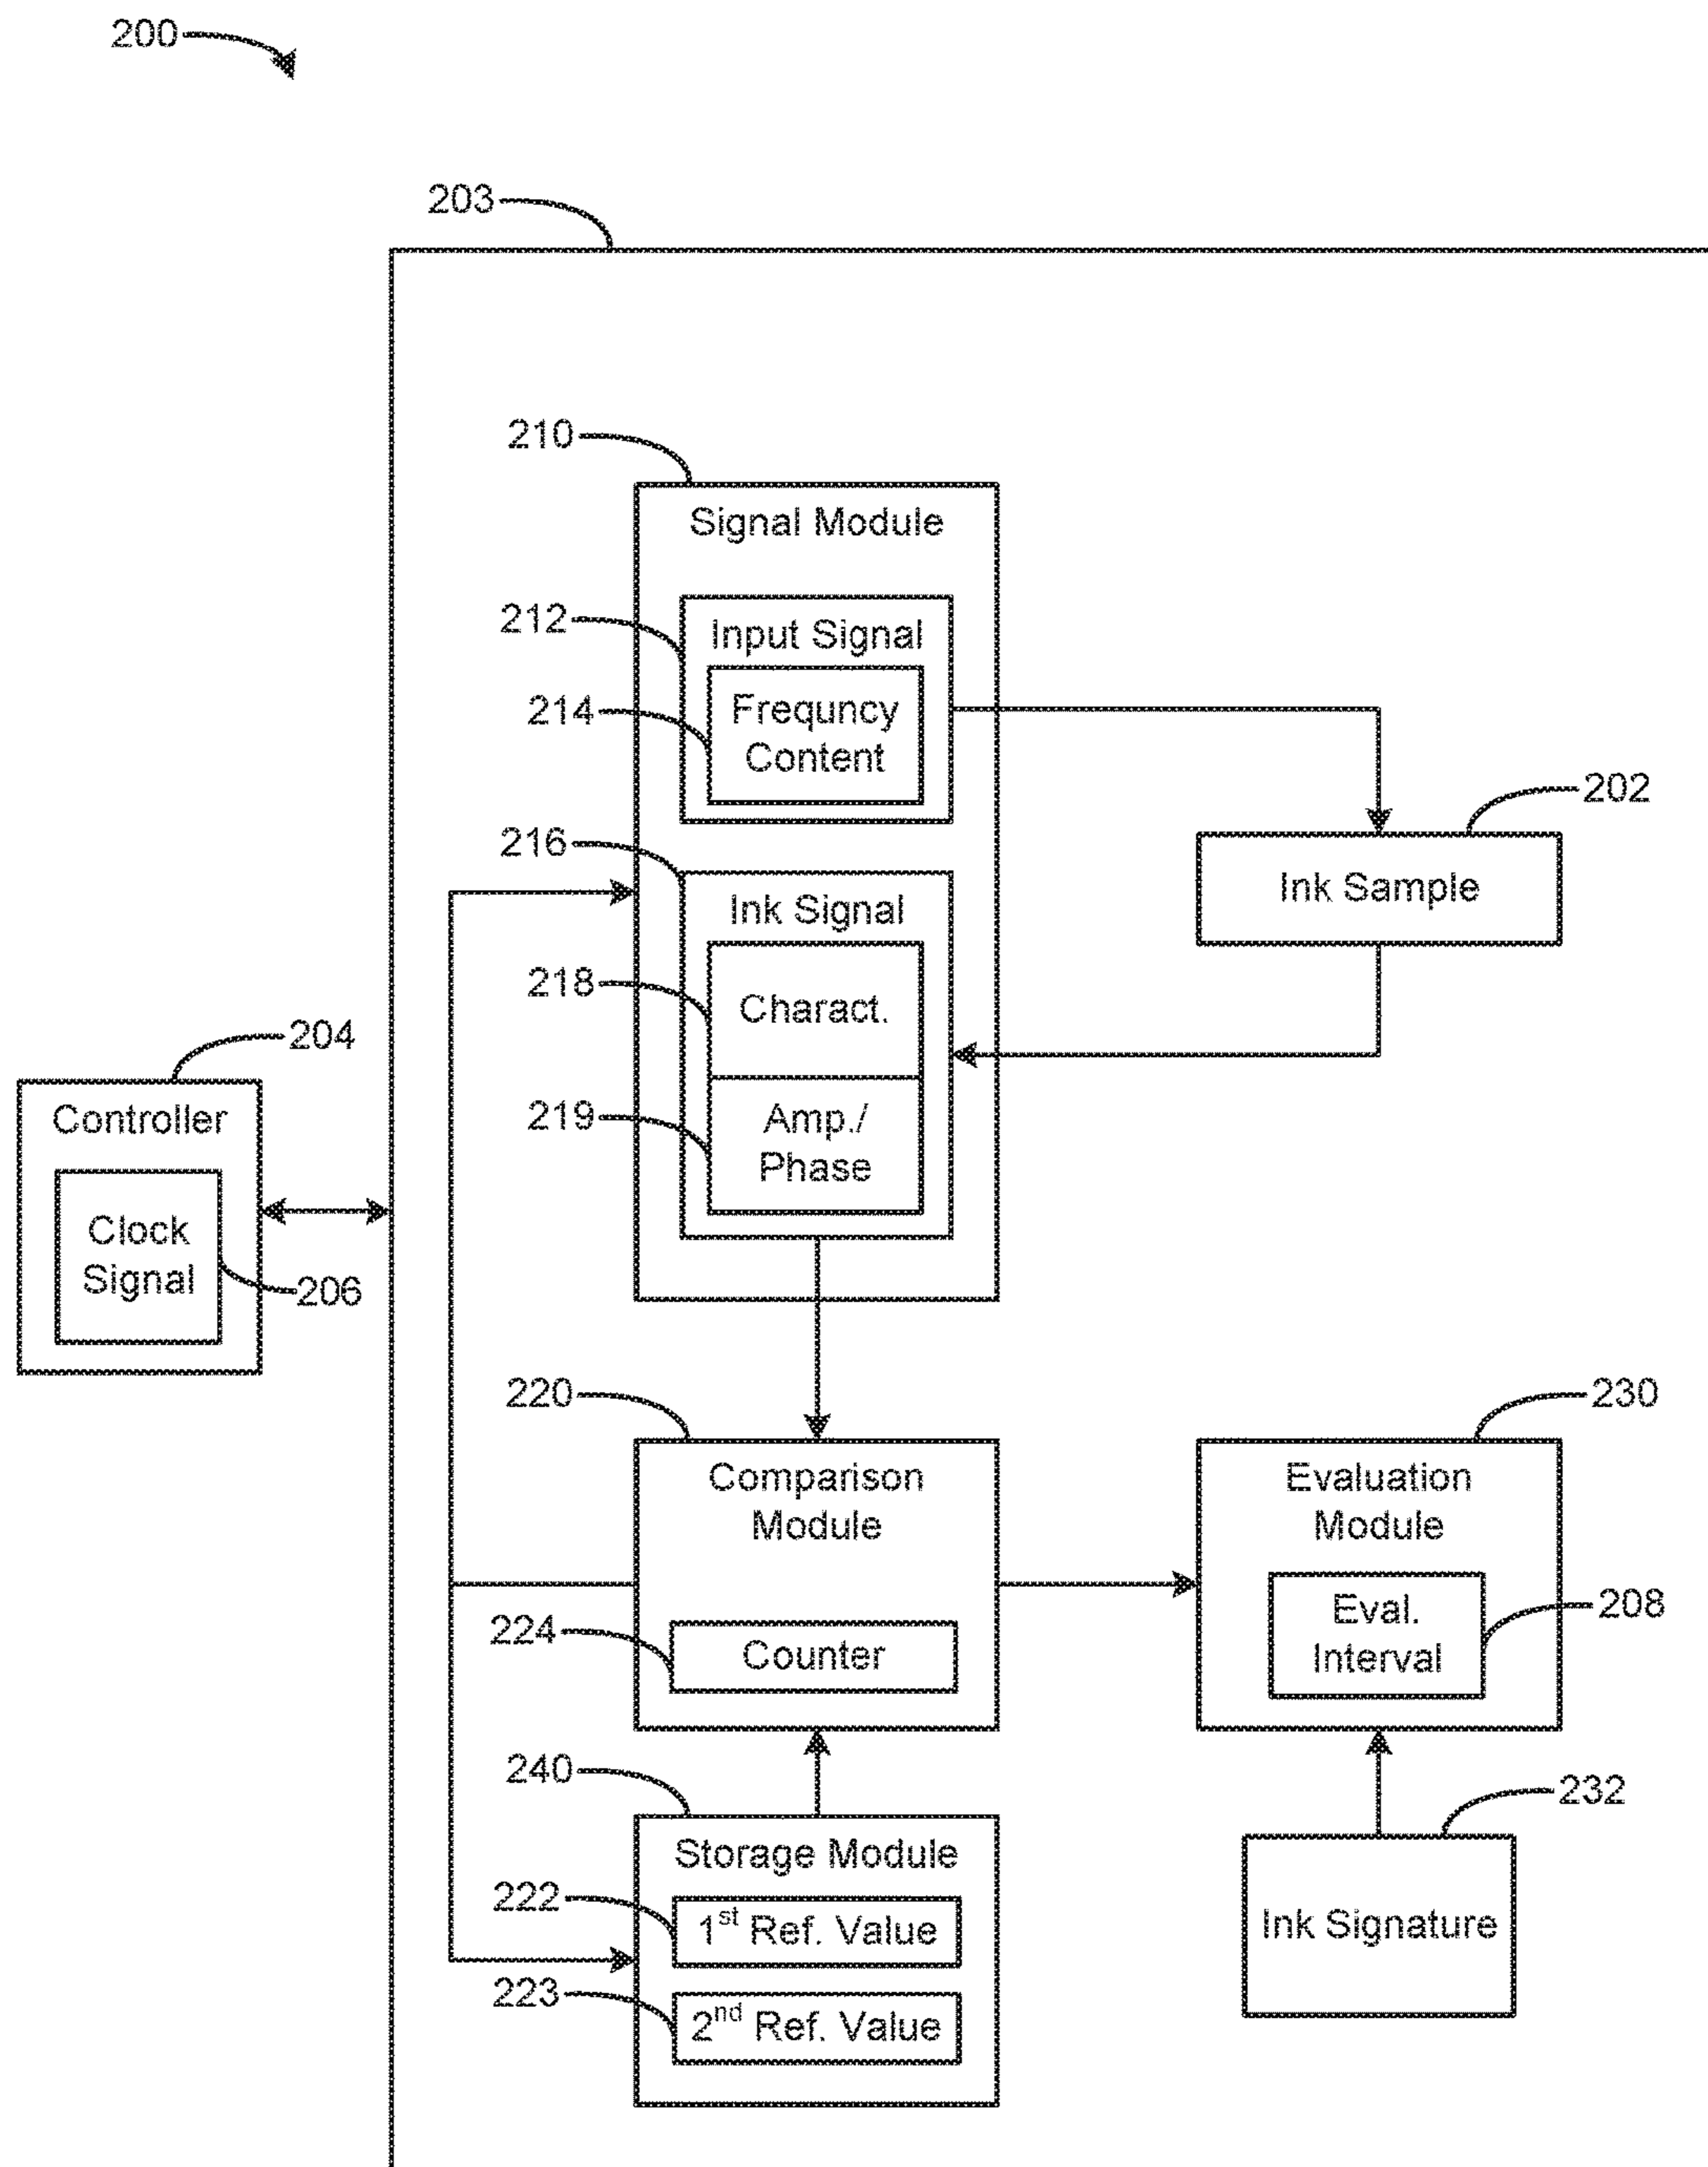 200
203
210
Signal Module
212
Input Signal
214
Frequncy
Content
202
Ink Sample
216
Ink Signal
218
Charact.
219
Amp./
Phase
204
Controller
Clock
Signal
206
220
Comparison
Module
224
Counter
230
Evaluation
Module
Eval.
Interval
208
240
Storage Module
222
1st Ref. Value
223
2nd Ref. Value
232
Ink Signature